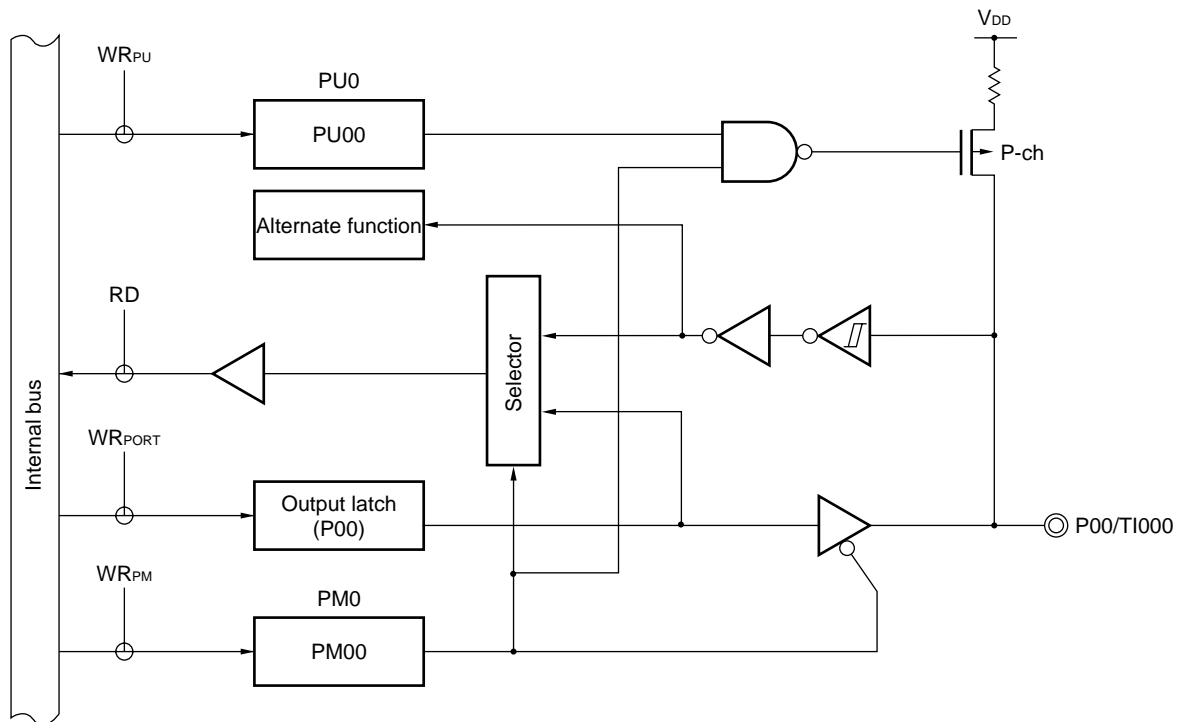 VDD
WRPU
PU0
PU00
P-ch
Alternate function
RD
Selector
Internal bus
WRPORT
Output latch
(P00)
P00/TI000
WRPM
PM0
PM00